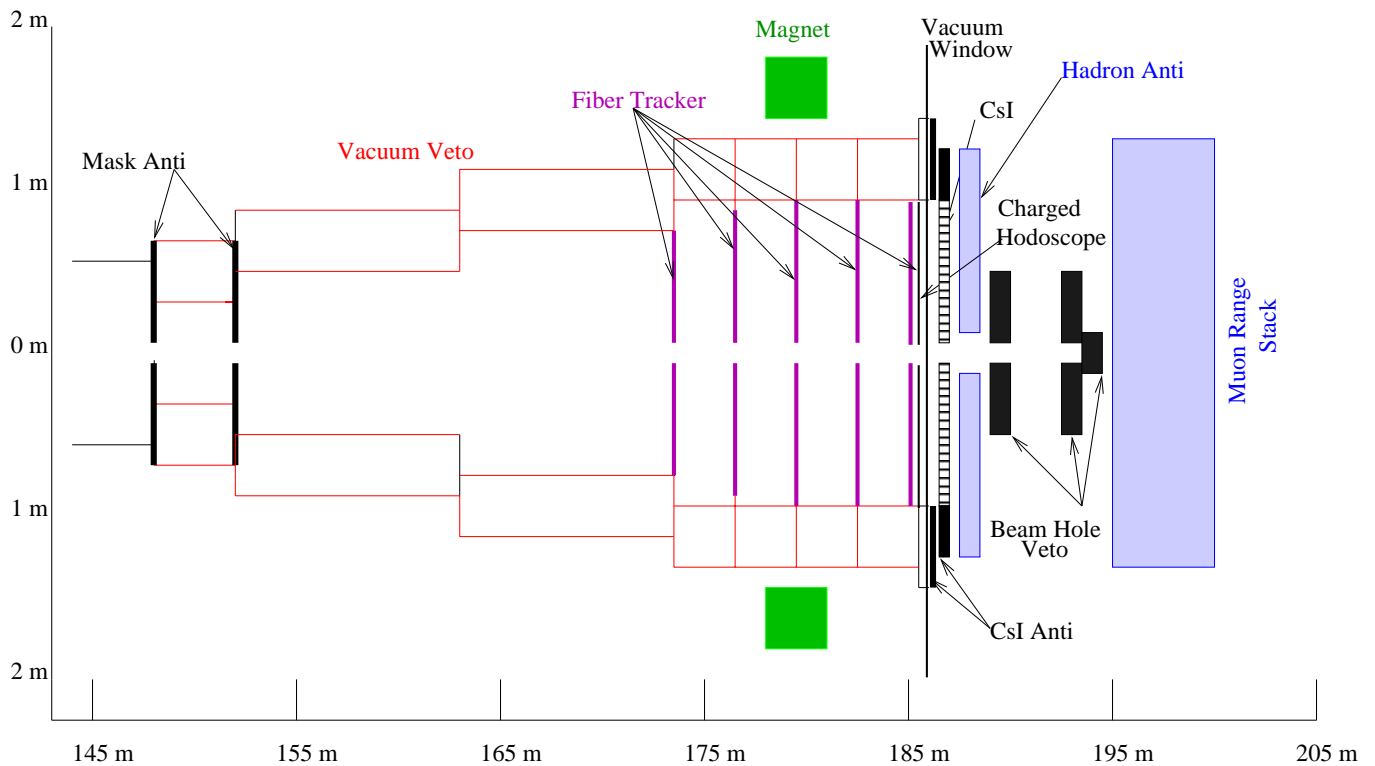 2 m
Magnet
Vacuum
Window
Hadron Anti
Fiber Tracker
CsI
Mask Anti
Vacuum Veto
1 m
Charged
Hodoscope
0 m
Muon Range
Stack
1 m
Beam Hole
Veto
CsI Anti
2 m
145 m
155 m
165 m
175 m
185 m
195 m
205 m